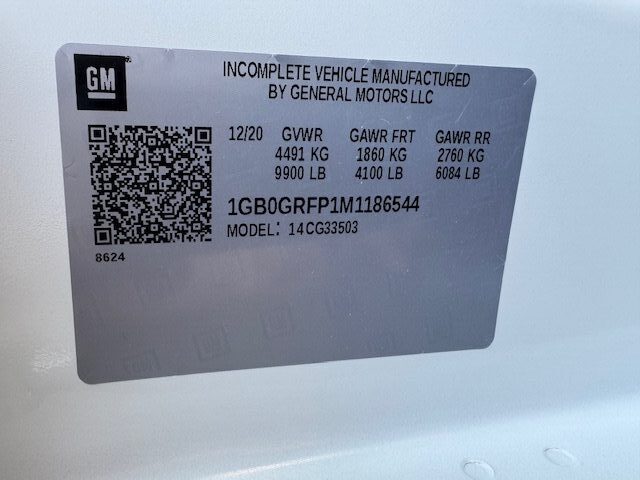 GM
INCOMPLETE VEHICLE MANUFACTURED
BY GENERAL MOTORS LLC
12/20 GVWR GAWR FRT GAWR RR
4491 KG 1860 KG 2760 KG
9900 LB 4100 LB 6084 LB
1GB0GRFP1M1186544
MODEL: 14CG33503
8624